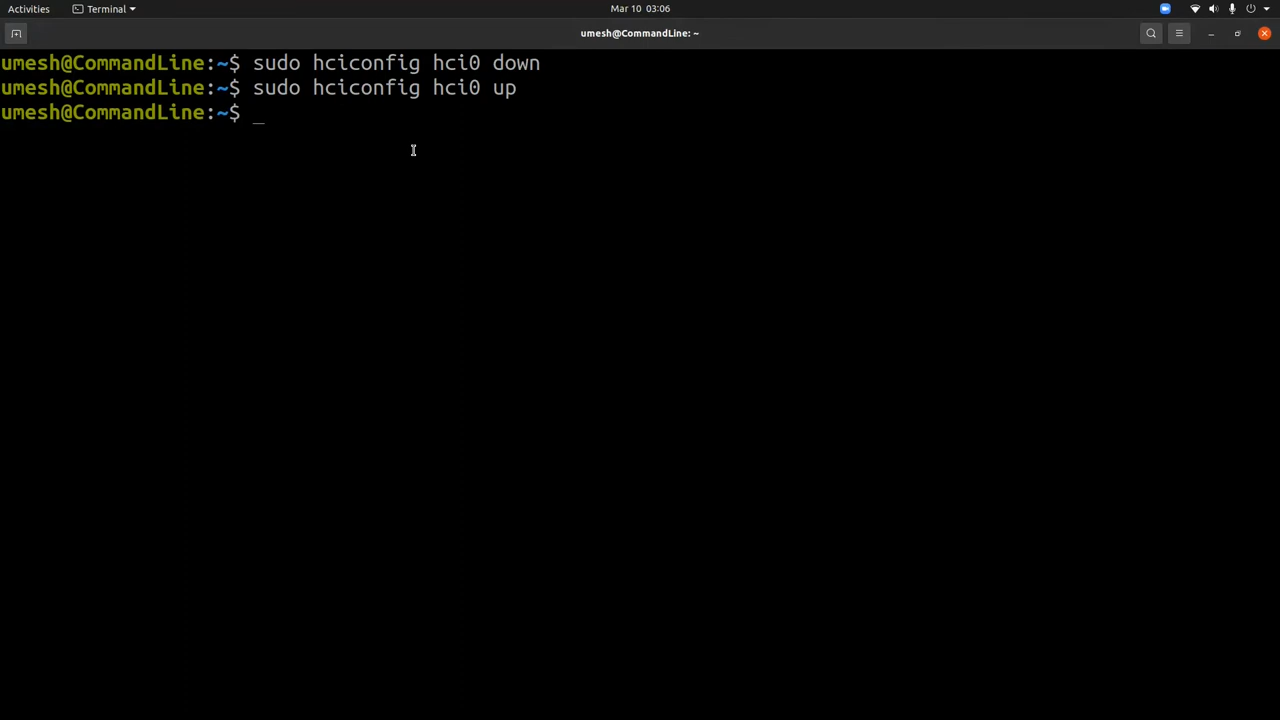 Activities Terminal Mar 10 03:06
umesh@CommandLine: ~
umesh@CommandLine:~$ sudo hciconfig hci0 down
umesh@CommandLine:~$ sudo hciconfig hci0 up
umesh@CommandLine:~$ _